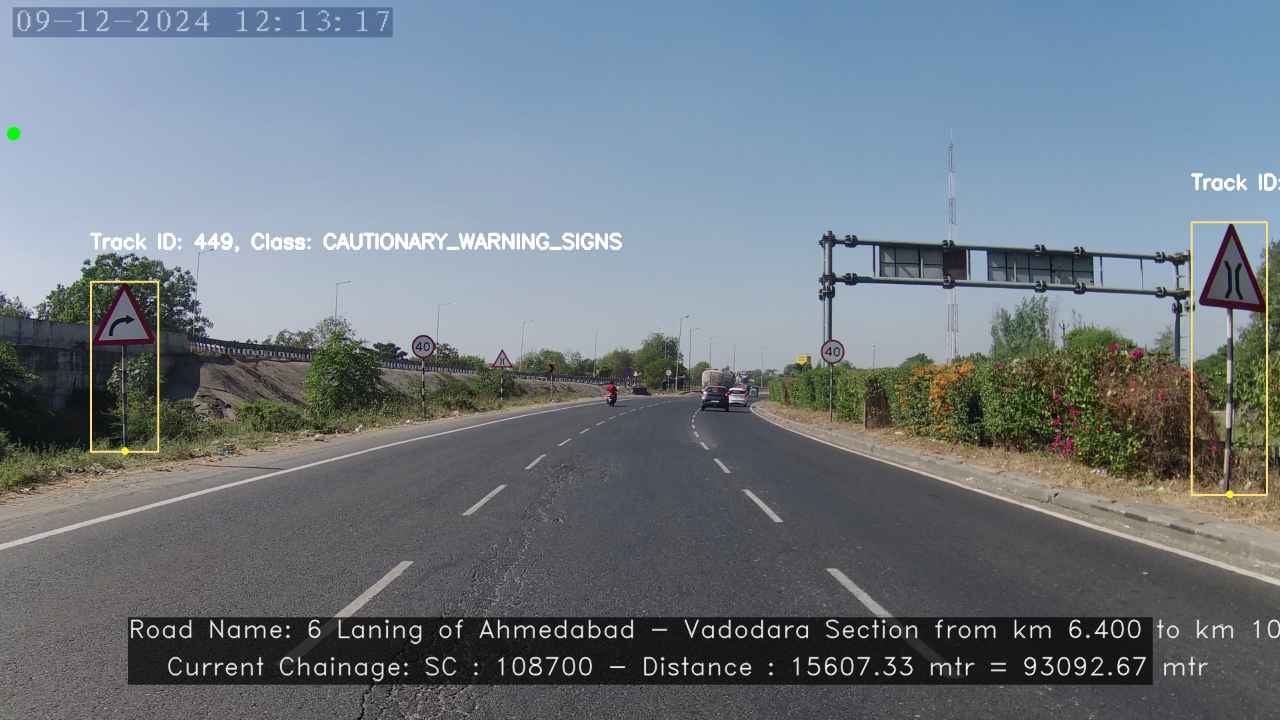 09-12-2024 12:13:17
Track ID:
Track ID: 449, Class: CAUTIONARY_WARNING_SIGNS
40
40
Road Name: 6 Laning of Ahmedabad - Vadodara Section from km 6.400 to km 10
Current Chainage: SC : 108700 - Distance : 15607.33 mtr = 93092.67 mtr